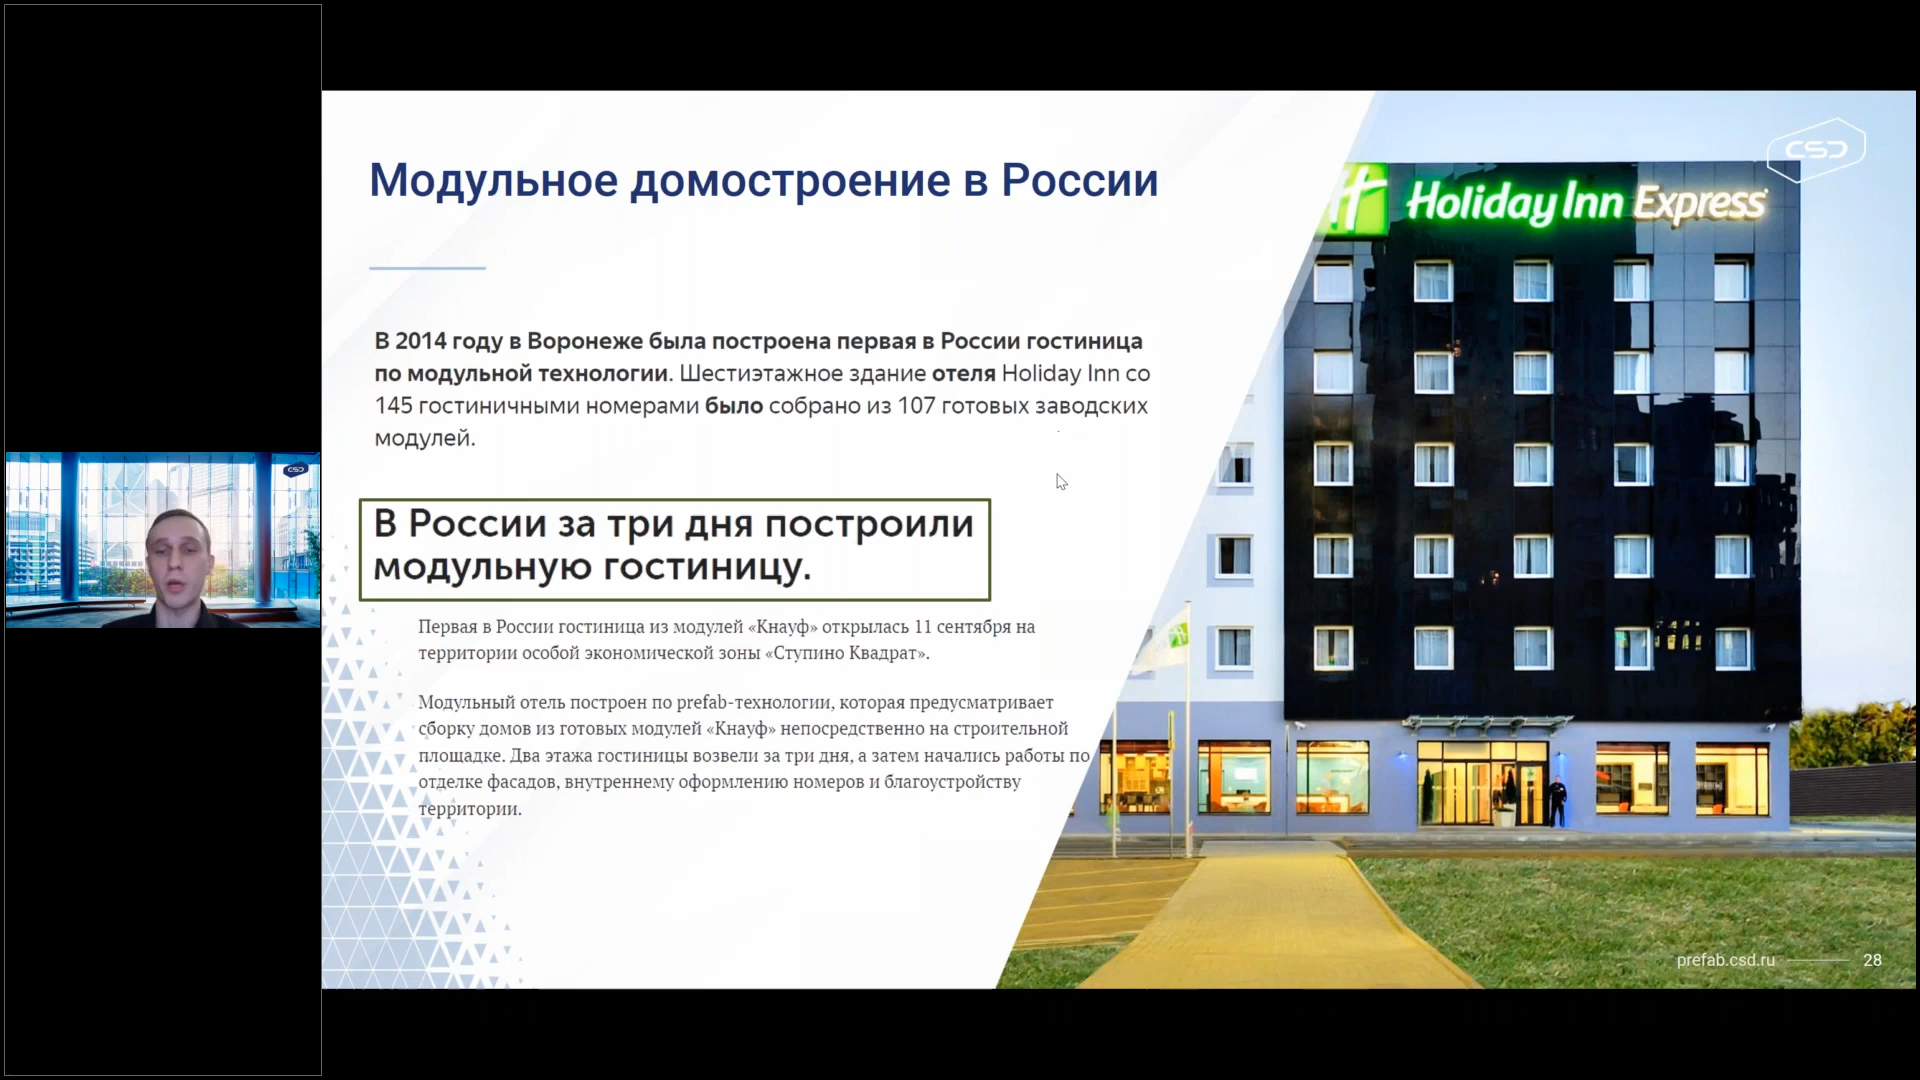 Модульное домостроение в России
CSD
Holiday Inn Express
В 2014 году в Воронеже была построена первая в России гостиница
по модульной технологии. Шестиэтажное здание отеля Holiday Inn со
145 гостиничными номерами было собрано из 107 готовых заводских
модулей.
CSD
В России за три дня построили
модульную гостиницу.
Первая в России гостиница из модулей «Кнауф» открылась 11 сентября на
территории особой экономической зоны «Ступино Квадрат».
Модульный отель построен по prefab-технологии, которая предусматривает
сборку домов из готовых модулей «Кнауф» непосредственно на строительной
площадке. Два этажа гостиницы возвели за три дня, а затем начались работы по
отделке фасадов, внутреннему оформлению номеров и благоустройству
территории.
prefab.csd.ru
28